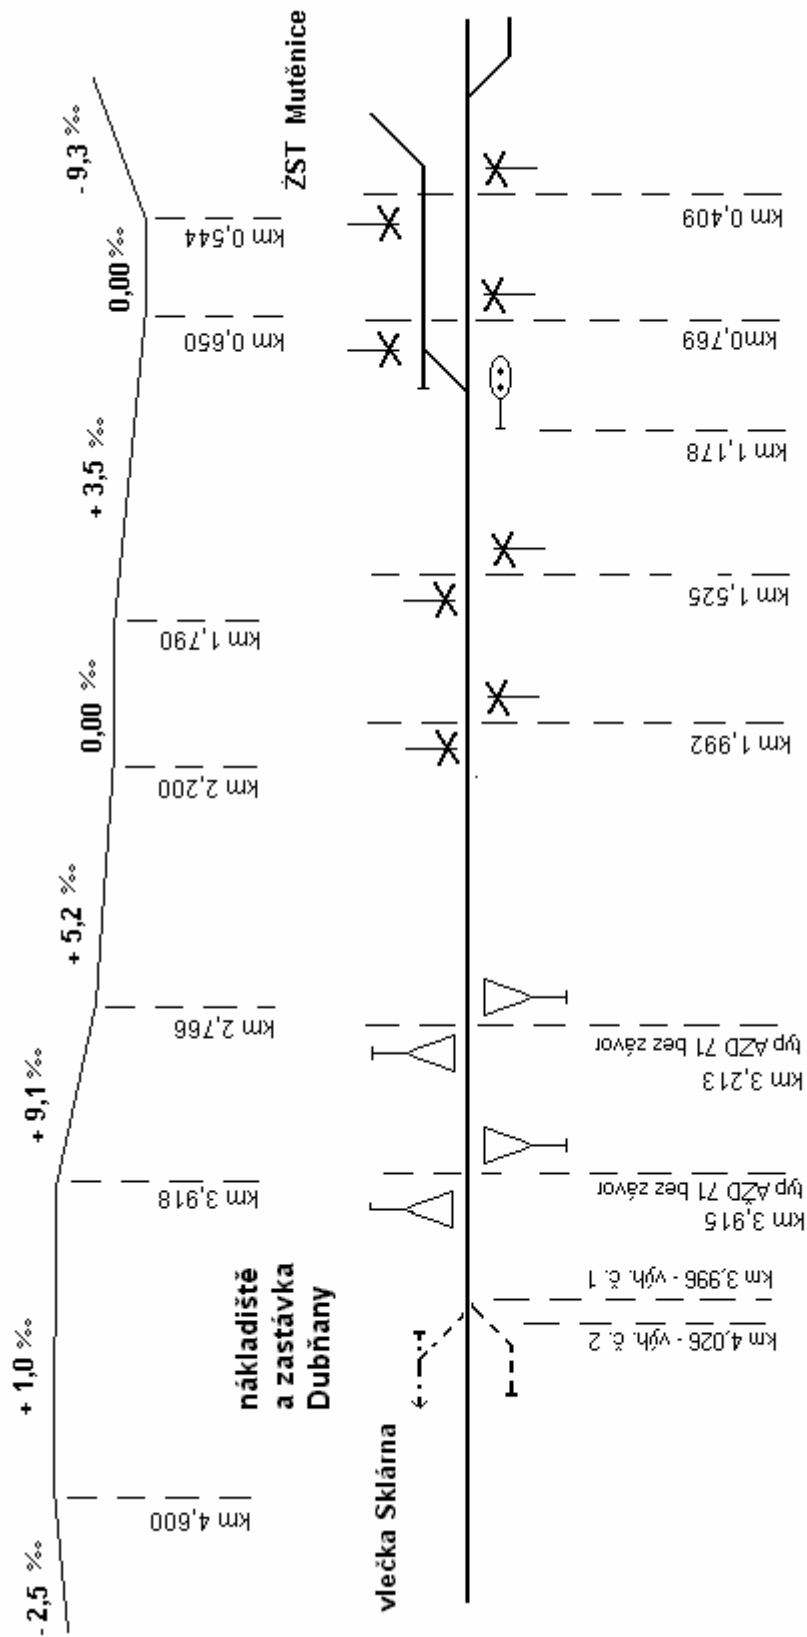 - 2,5 ‰
+ 1,0 ‰
+ 9,1 ‰
+ 5,2 ‰
0,00 ‰
+ 3,5 ‰
0,00 ‰
- 9,3 ‰
km 4,600
km 3,918
km 2,766
km 2,200
km 1,790
km 0,650
km 0,544
nákladiště
a zastávka
Dubňany
ŽST Mutěnice
vlečka Sklárna
km 4,026 - výh. č. 2
km 3,996 - výh. č. 1
km 3,915
typ AŽD 71 bez závor
km 3,213
typ AŽD 71 bez závor
km 1,992
km 1,525
km 1,178
km0,769
km 0,409